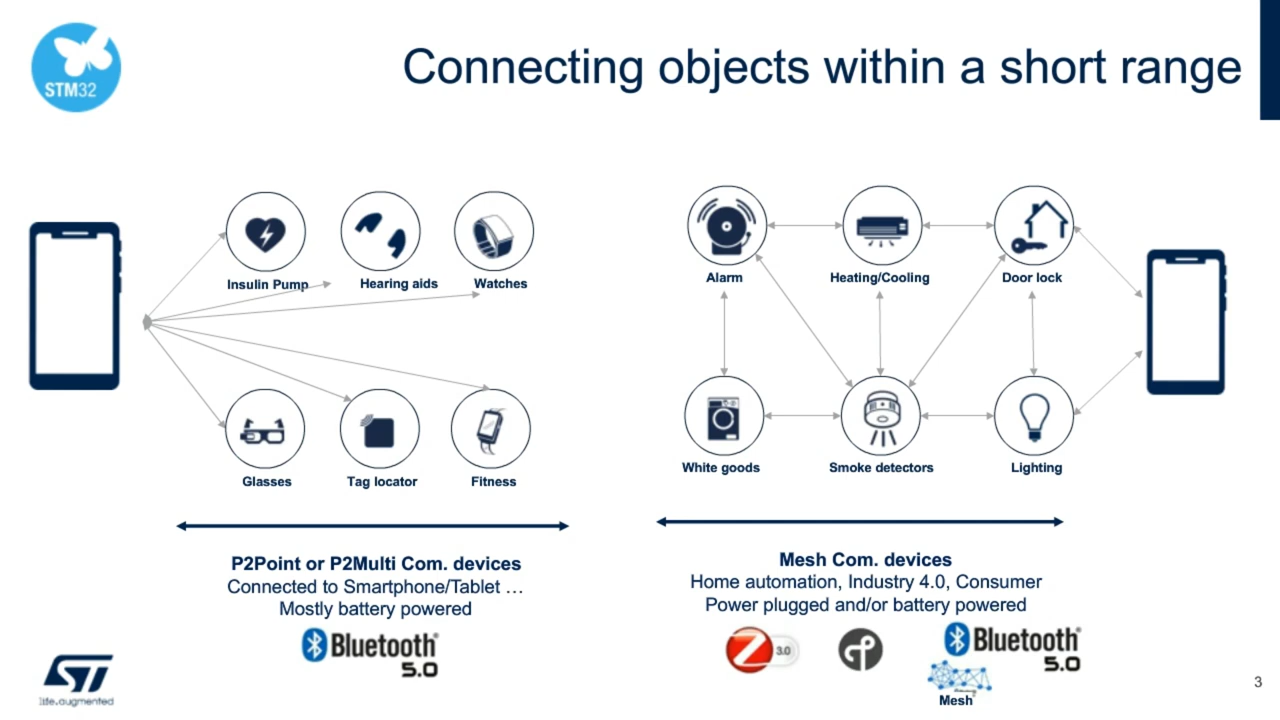 STM32
Connecting objects within a short range
Insulin Pump
Hearing aids
Watches
Glasses
Tag locator
Fitness
P2Point or P2Multi Com. devices
Connected to Smartphone/Tablet …
Mostly battery powered
Bluetooth®
5.0
Alarm
Heating/Cooling
Door lock
White goods
Smoke detectors
Lighting
Mesh Com. devices
Home automation, Industry 4.0, Consumer
Power plugged and/or battery powered
3.0
Bluetooth®
5.0
Mesh
ST
life.augmented
3